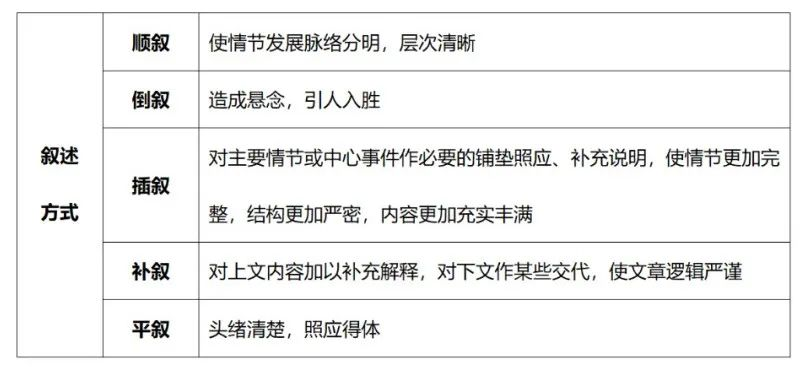 叙述
方式
顺叙
使情节发展脉络分明，层次清晰
倒叙
造成悬念，引人入胜
插叙
对主要情节或中心事件作必要的铺垫照应、补充说明，使情节更加完
整，结构更加严密，内容更加充实丰满
补叙
对上文内容加以补充解释，对下文作某些交代，使文章逻辑严谨
平叙
头绪清楚，照应得体